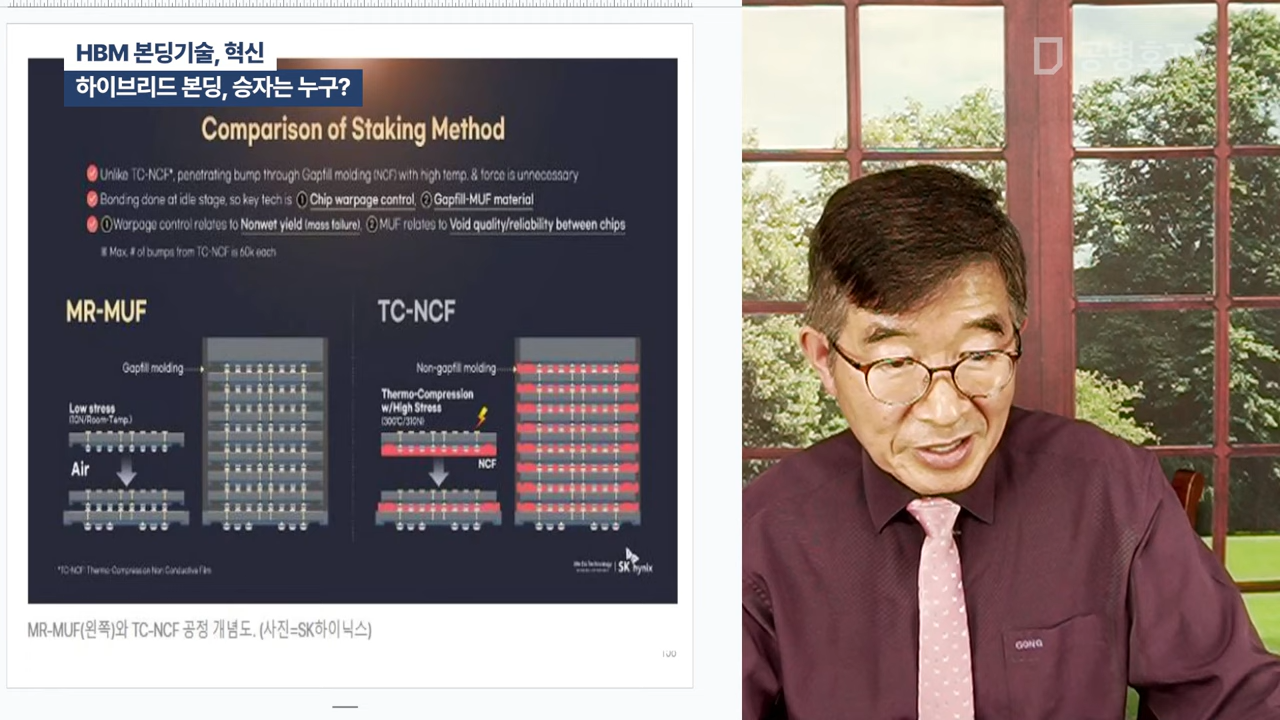 HBM 본딩기술, 혁신
하이브리드 본딩, 승자는 누구?
Comparison of Staking Method
Unlike TC-NCF*, penetrating bump through Gapfill molding (NCF) with high temp. & force is unnecessary
Bonding done at idle stage, so key tech is ① Chip warpage control, ② Gapfill-MUF material
①Warpage control relates to Nonwet yield (mass failure), ② MUF relates to Void quality/reliability between chips
※ Max. # of bumps from TC-NCF is 60k each
MR-MUF
Gapfill molding
Low stress
(10N/Room-Temp.)
Air
TC-NCF
Non-gapfill molding
Thermo-Compression
w/High Stress
(300℃/310N)
NCF
*TC-NCF: Thermo-Compression Non Conductive Film
SK hynix
MR-MUF(왼쪽)와 TC-NCF 공정 개념도. (사진=SK하이닉스)
공병호
GONG